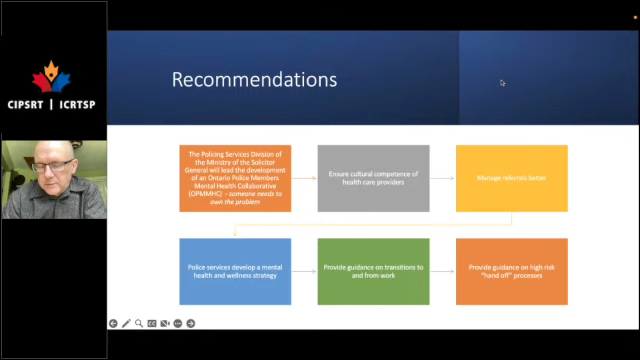 CIPSRT | ICRTSP
Recommendations
The Policing Services Division of
the Ministry of the Solicitor
General will lead the development
of an Ontario Police Members
Mental Health Collaborative
(OPMMHC) - someone needs to
own the problem
Ensure cultural competence of
health care providers
Manage referrals better
Police services develop a mental
health and wellness strategy
Provide guidance on transitions to
and from work
Provide guidance on high risk
"hand off" processes